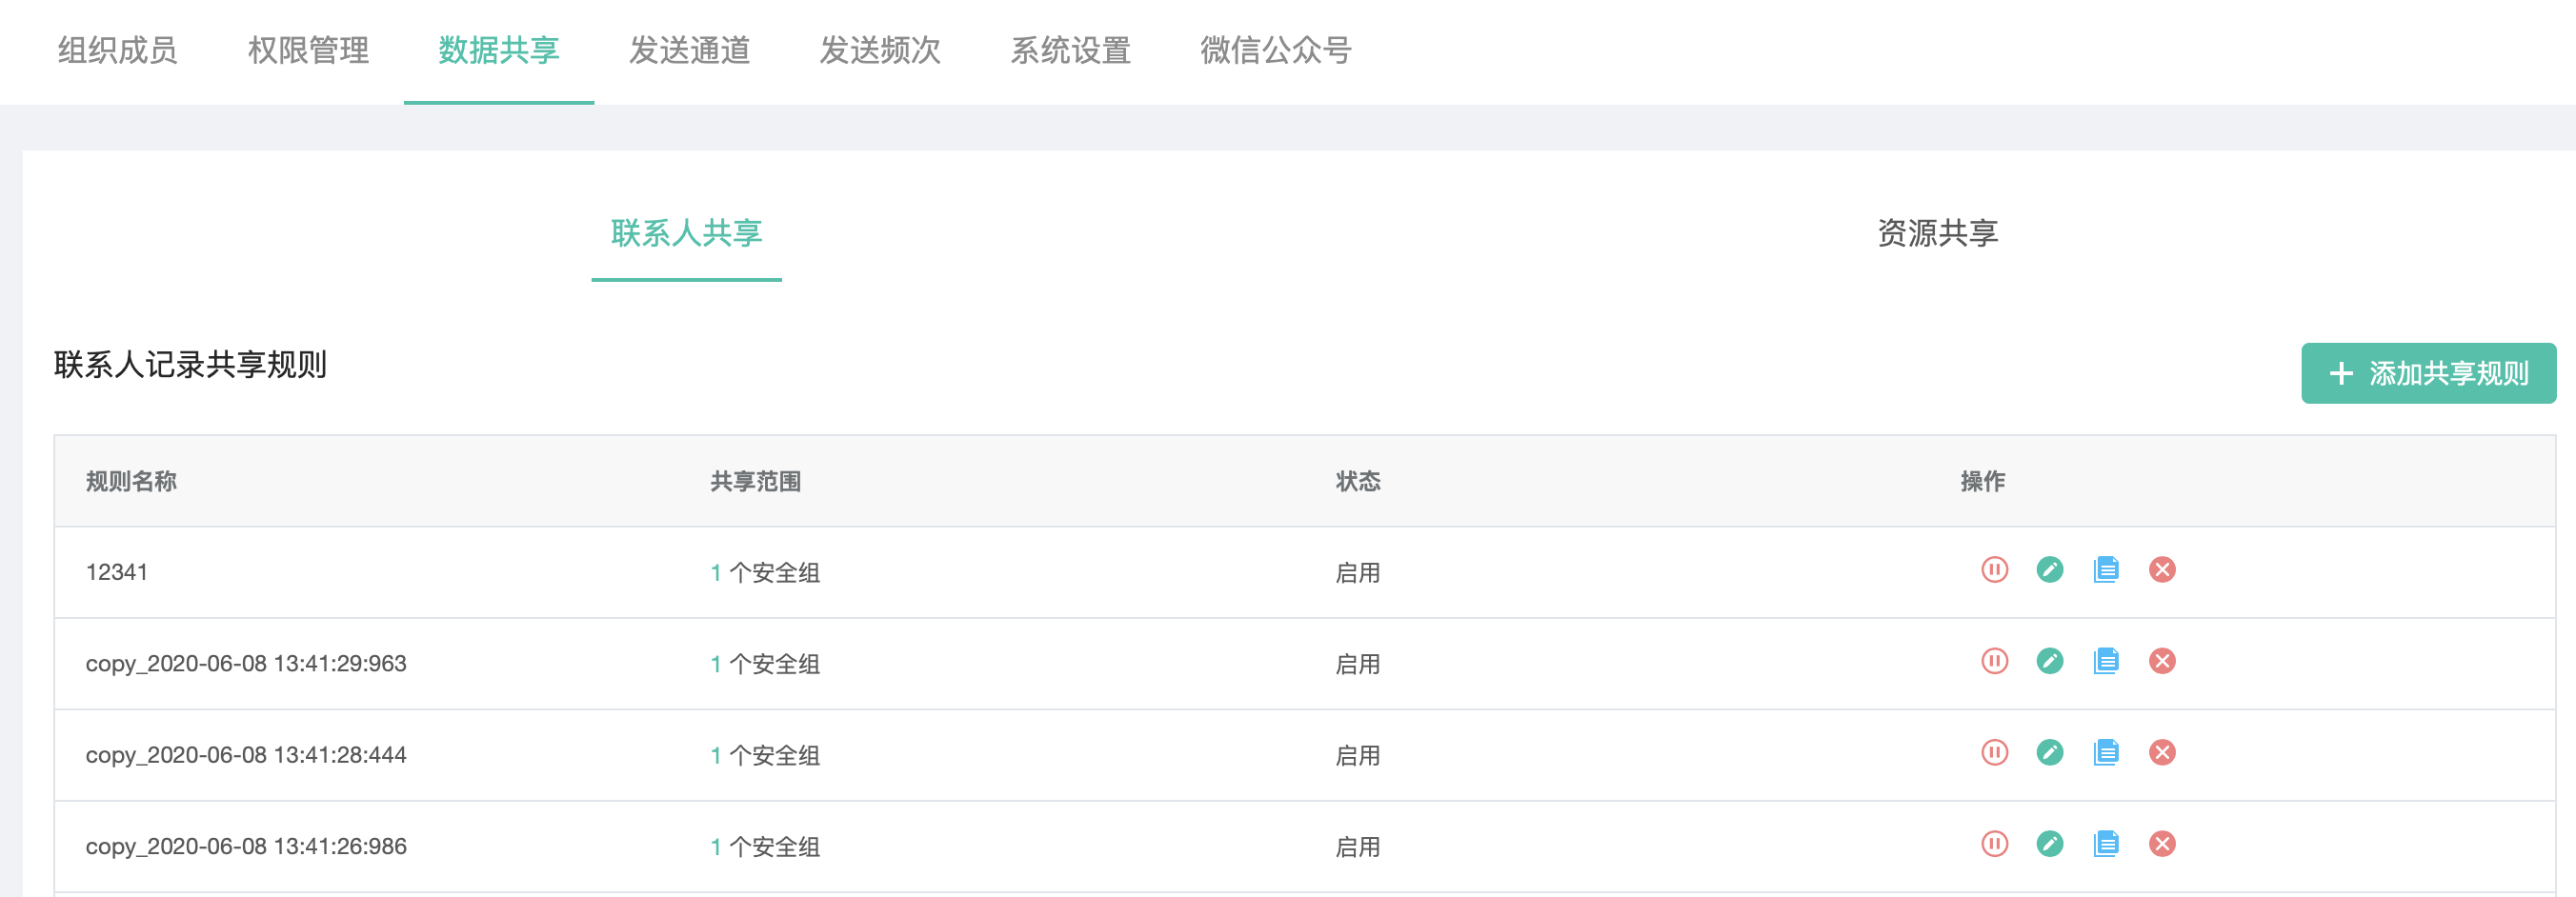 组织成员 权限管理 数据共享 发送通道 发送频次 系统设置 微信公众号
联系人共享 资源共享
联系人记录共享规则
添加共享规则
规则名称 共享范围 状态 操作
12341 1 个安全组 启用
copy_2020-06-08 13:41:29:963 1 个安全组 启用
copy_2020-06-08 13:41:28:444 1 个安全组 启用
copy_2020-06-08 13:41:26:986 1 个安全组 启用